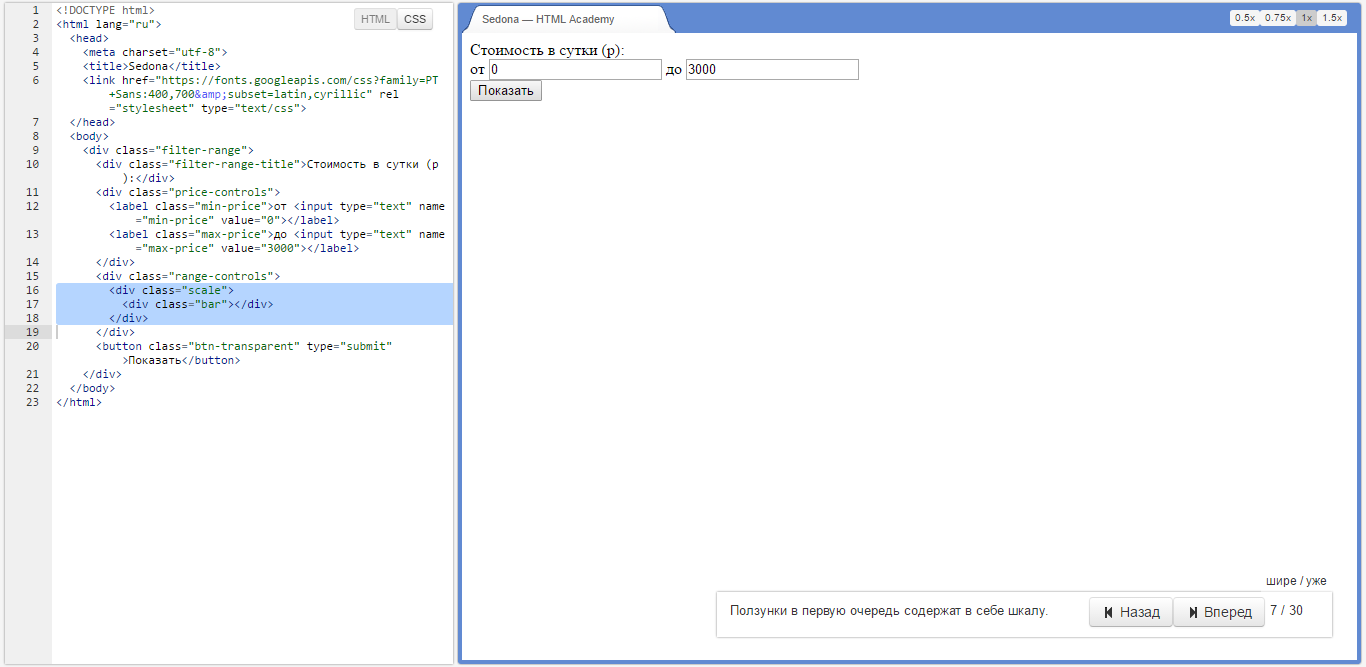 1 <!DOCTYPE html>
2 <html lang="ru">
3 <head>
4 <meta charset="utf-8">
5 <title>Sedona</title>
6 <link href="https://fonts.googleapis.com/css?family=PT
+Sans:400,700&amp;subset=latin,cyrillic" rel
="stylesheet" type="text/css">
7 </head>
8 <body>
9 <div class="filter-range">
10 <div class="filter-range-title">Стоимость в сутки (р
):</div>
11 <div class="price-controls">
12 <label class="min-price">от <input type="text" name
="min-price" value="0"></label>
13 <label class="max-price">до <input type="text" name
="max-price" value="3000"></label>
14 </div>
15 <div class="range-controls">
16 <div class="scale">
17 <div class="bar"></div>
18 </div>
19 </div>
20 <button class="btn-transparent" type="submit"
>Показать</button>
21 </div>
22 </body>
23 </html>
HTML CSS
Sedona — HTML Academy
0.5x 0.75x 1x 1.5x
Стоимость в сутки (р):
от 0 до 3000
Показать
шире / уже
Ползунки в первую очередь содержат в себе шкалу. Назад Вперед 7 / 30